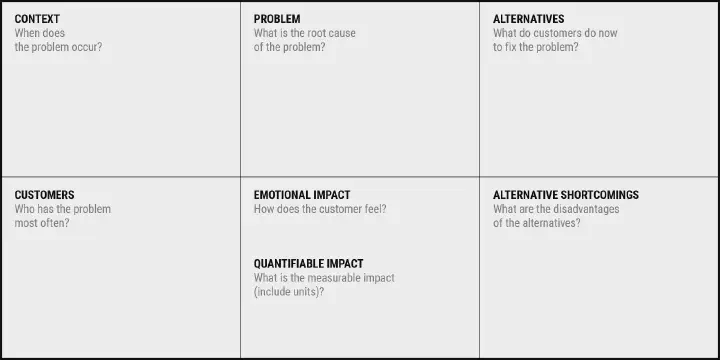 CONTEXT
When does
the problem occur?
PROBLEM
What is the root cause
of the problem?
ALTERNATIVES
What do customers do now
to fix the problem?
CUSTOMERS
Who has the problem
most often?
EMOTIONAL IMPACT
How does the customer feel?
QUANTIFIABLE IMPACT
What is the measurable impact
(include units)?
ALTERNATIVE SHORTCOMINGS
What are the disadvantages
of the alternatives?